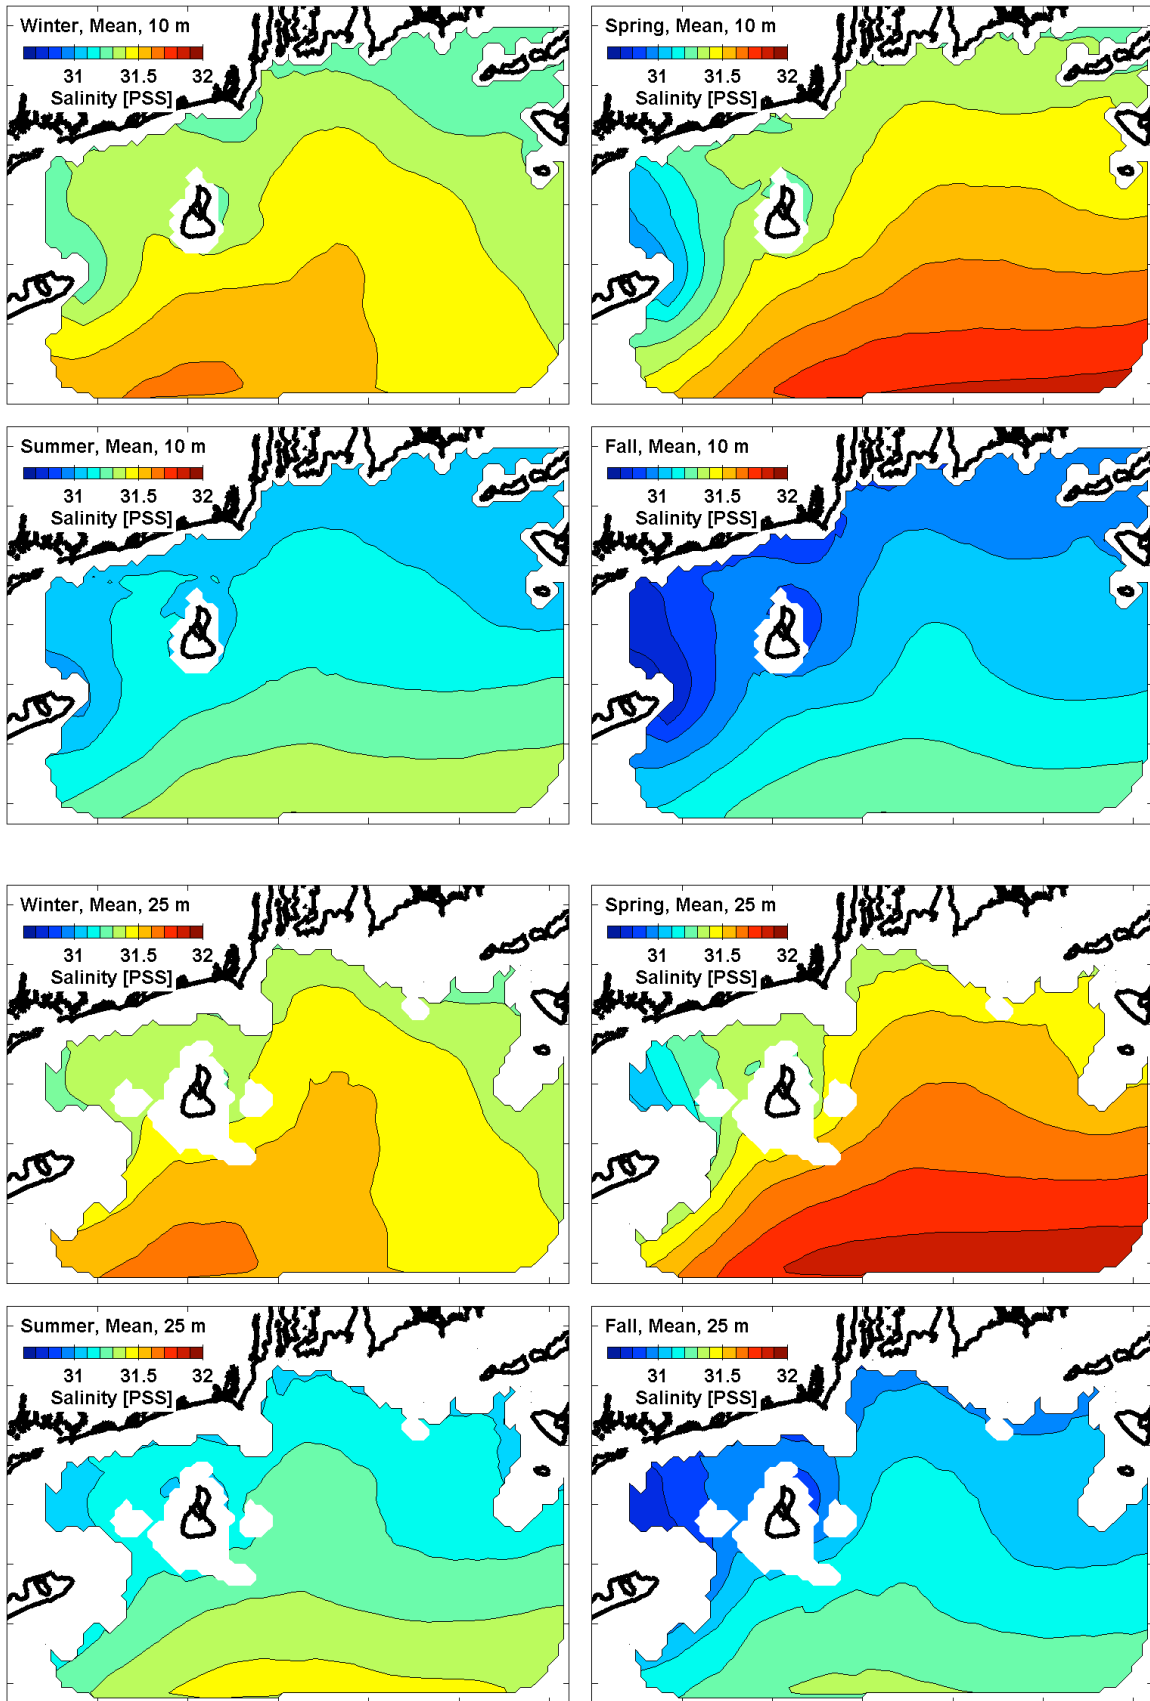 Winter, Mean, 10 m
31 31.5 32
Salinity [PSS]
Spring, Mean, 10 m
31 31.5 32
Salinity [PSS]
Summer, Mean, 10 m
31 31.5 32
Salinity [PSS]
Fall, Mean, 10 m
31 31.5 32
Salinity [PSS]
Winter, Mean, 25 m
31 31.5 32
Salinity [PSS]
Spring, Mean, 25 m
31 31.5 32
Salinity [PSS]
Summer, Mean, 25 m
31 31.5 32
Salinity [PSS]
Fall, Mean, 25 m
31 31.5 32
Salinity [PSS]